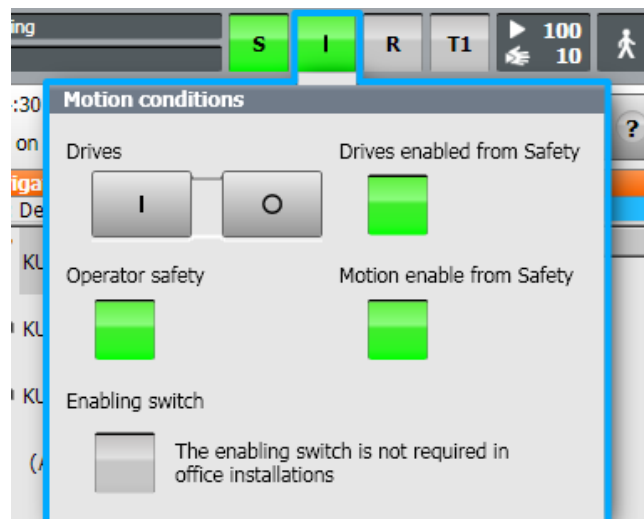 ing
S I R T1 100
10
:30
Motion conditions
?
on
Drives
Drives enabled from Safety
iga
De
I O
KU
Operator safety
Motion enable from Safety
KU
KU
Enabling switch
The enabling switch is not required in
office installations
(A